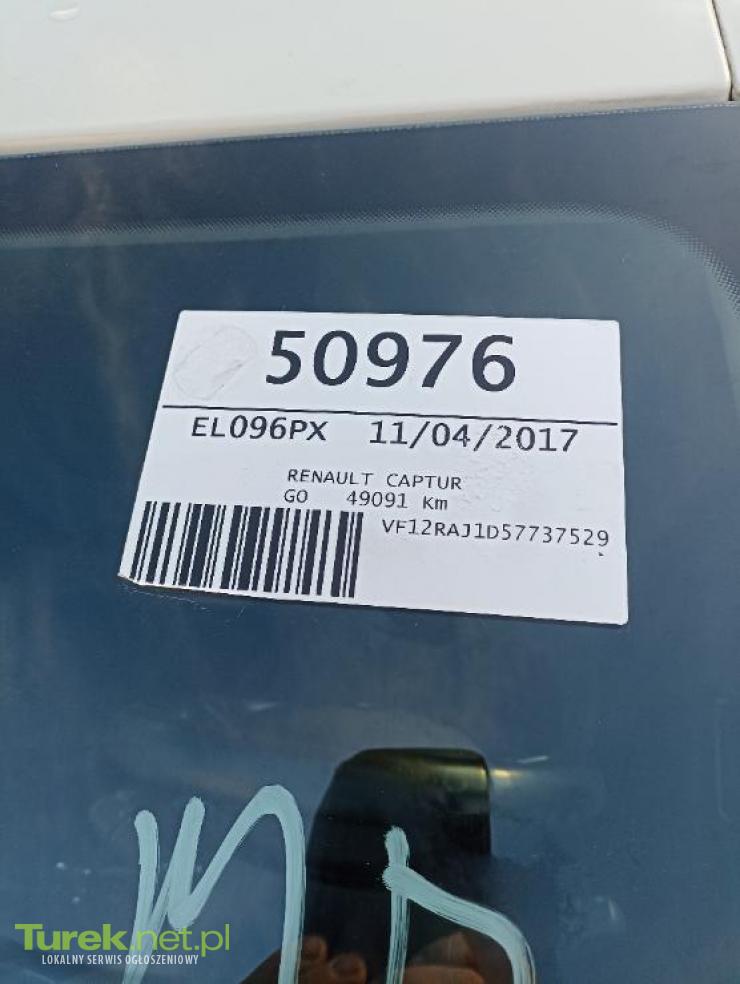 50976
EL096PX 11/04/2017
RENAULT CAPTUR
GO 49091 Km
VF12RAJ1D57737529
Turek.net.pl
LOKALNY SERWIS OGŁOSZENIOWY